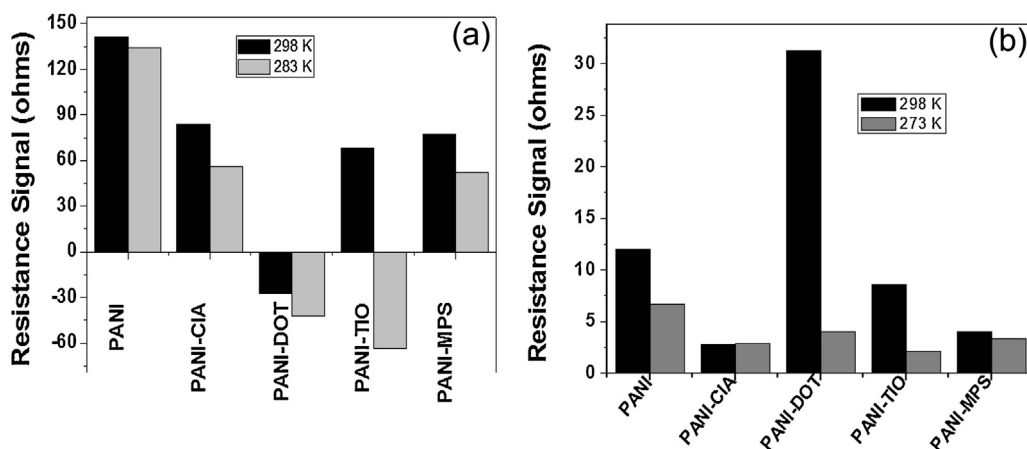 (a)
298 K
283 K
Resistance Signal (ohms)
150
120
90
60
30
0
-30
-60
PANI
PANI-CIA
PANI-DOT
PANI-TIO
PANI-MPS
(b)
298 K
273 K
Resistance Signal (ohms)
30
25
20
15
10
5
0
PANI
PANI-CIA
PANI-DOT
PANI-TIO
PANI-MPS